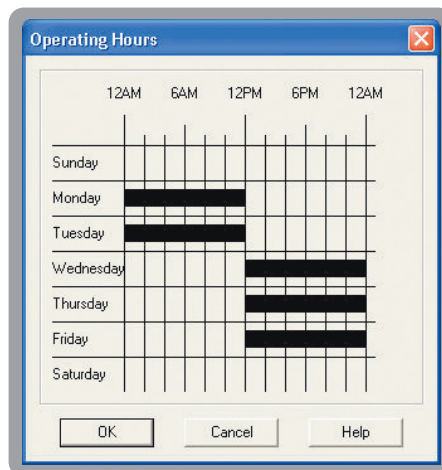 Operating Hours
12AM 6AM 12PM 6PM 12AM
Sunday
Monday
Tuesday
Wednesday
Thursday
Friday
Saturday
OK Cancel Help